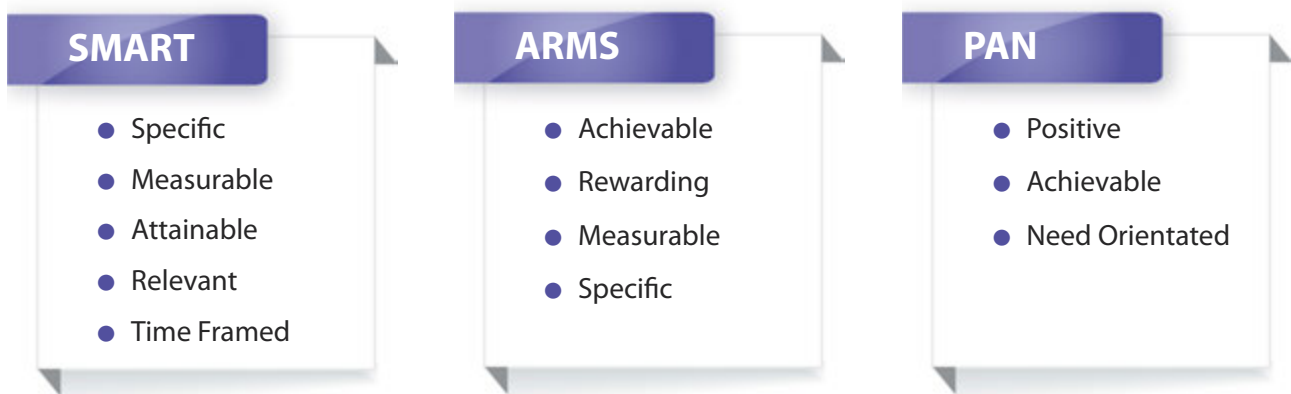 SMART
Specific
Measurable
Attainable
Relevant
Time Framed
ARMS
Achievable
Rewarding
Measurable
Specific
PAN
Positive
Achievable
Need Orientated